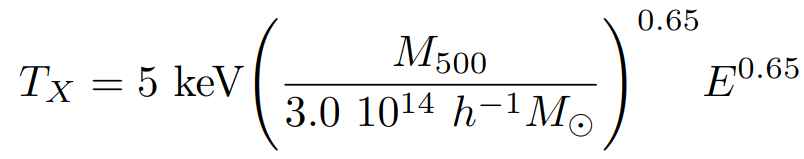 T_X = 5 keV(M_500 / 3.0 10^14 h^−1 M_⊙)^0.65 E^0.65